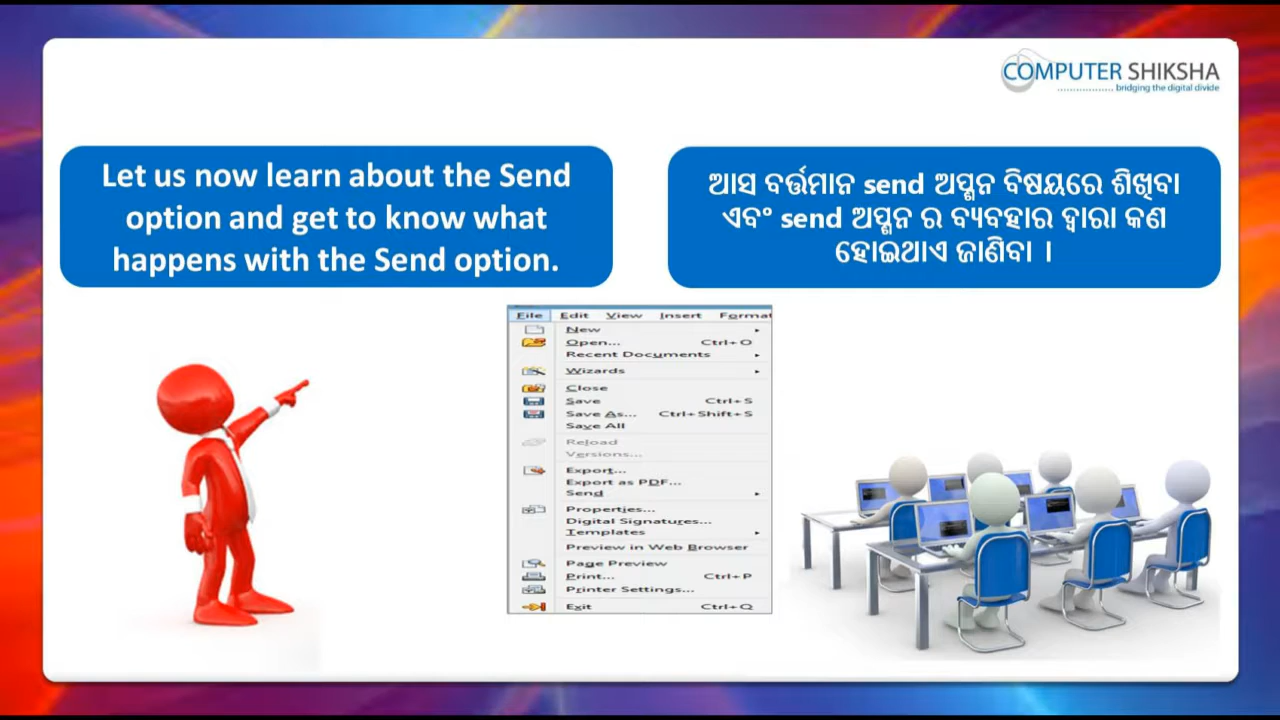 COMPUTER SHIKSHA
bridging the digital divide
Let us now learn about the Send
option and get to know what
happens with the Send option.
ଆସ ବର୍ତ୍ତମାନ send ଅପ୍ସନ ବିଷୟରେ ଶିଖିବା
ଏବଂ send ଅପ୍ସନ ର ବ୍ୟବହାର ଦ୍ୱାରା କଣ
ହୋଇଥାଏ ଜାଣିବା ।
File Edit View Insert Format
New
Open... Ctrl+O
Recent Documents
Wizards
Close
Save Ctrl+S
Save As... Ctrl+Shift+S
Save All
Reload
Versions...
Export...
Export as PDF...
Send
Properties...
Digital Signatures...
Templates
Preview in Web Browser
Page Preview
Print... Ctrl+P
Printer Settings...
Exit Ctrl+Q